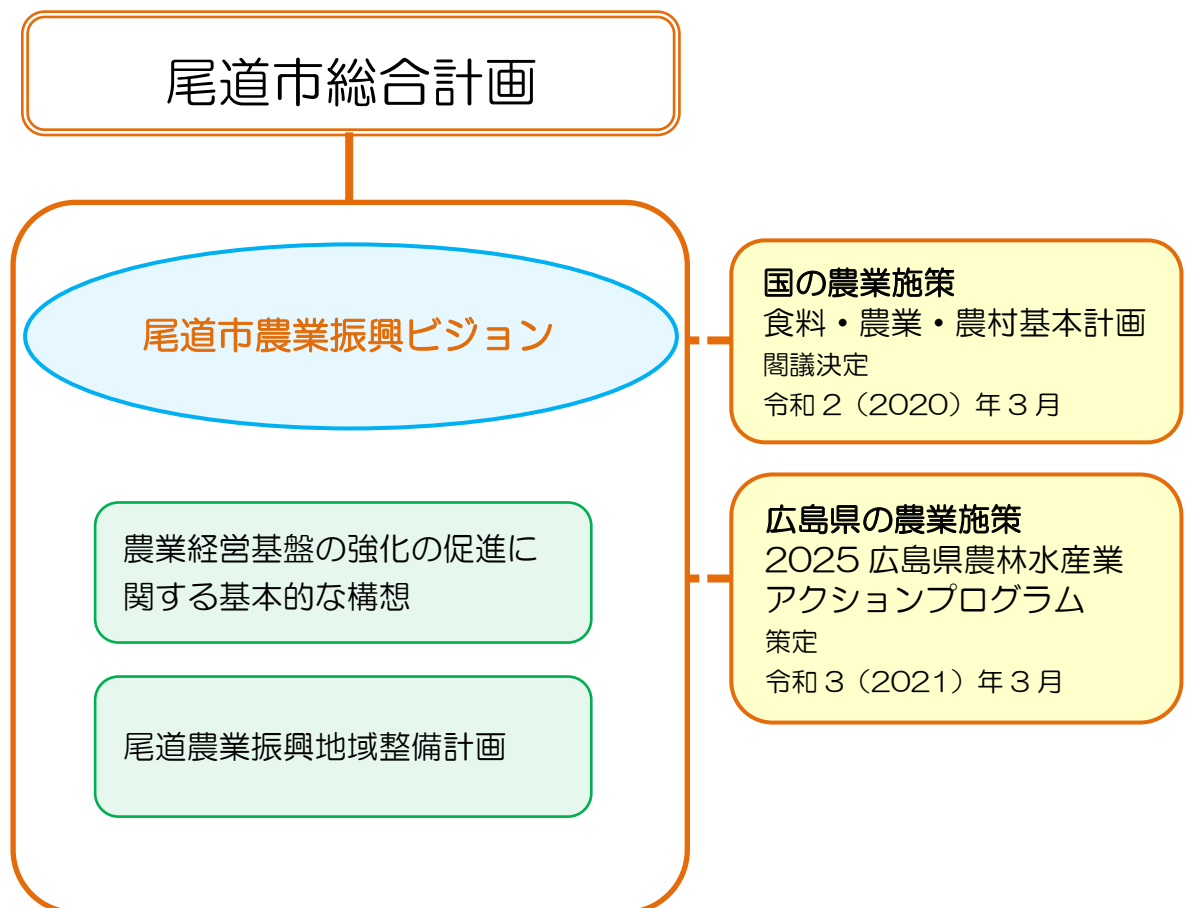 尾道市総合計画
尾道市農業振興ビジョン
農業経営基盤の強化の促進に
関する基本的な構想
尾道農業振興地域整備計画
国の農業施策
食料・農業・農村基本計画
閣議決定
令和2（2020）年3月
広島県の農業施策
2025広島県農林水産業
アクションプログラム
策定
令和3（2021）年3月